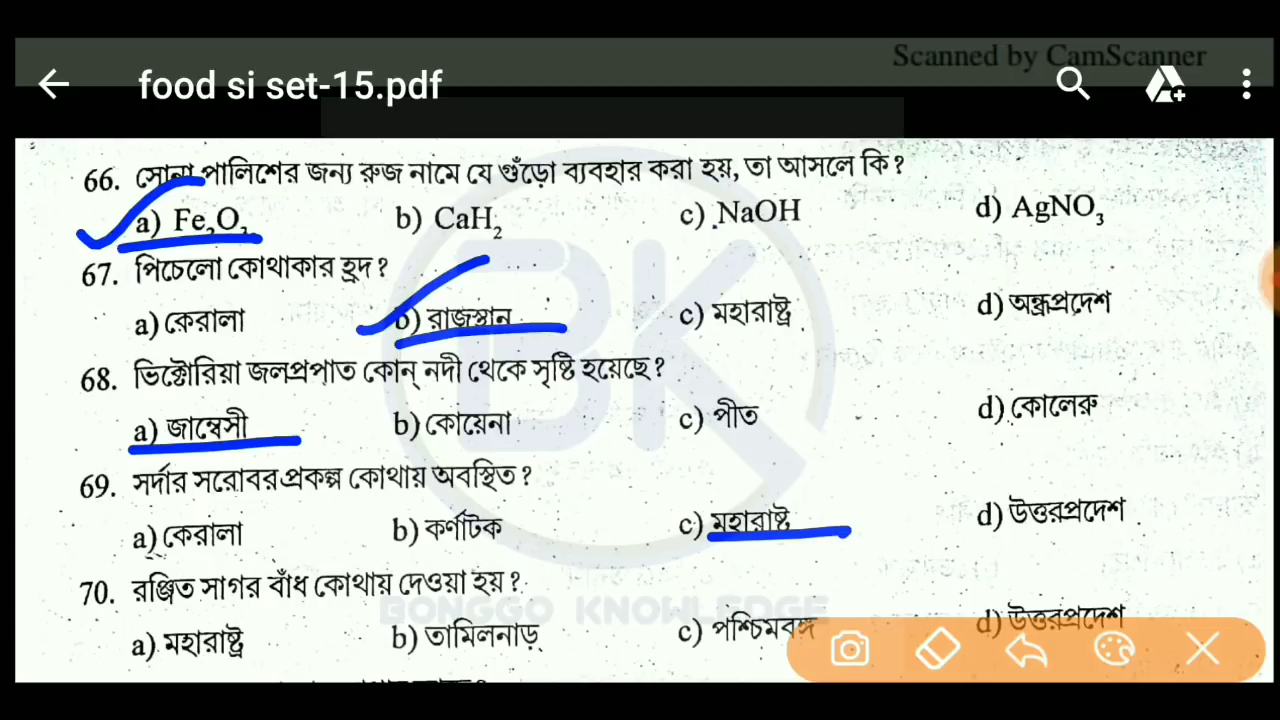 Scanned by CamScanner
food si set-15.pdf
66. সোনা পালিশের জন্য রুজ নামে যে গুঁড়ো ব্যবহার করা হয়, তা আসলে কি ?
a) Fe₂O₃ b) CaH₂ c) NaOH d) AgNO₃
67. পিচেলো কোথাকার হ্রদ ?
a) কেরালা b) রাজস্থান c) মহারাষ্ট্র d) অন্ধ্রপ্রদেশ
68. ভিক্টোরিয়া জলপ্রপাত কোন্ নদী থেকে সৃষ্টি হয়েছে ?
a) জাম্বেসী b) কোয়েনা c) পীত d) কোলেরু
69. সর্দার সরোবর প্রকল্প কোথায় অবস্থিত ?
a) কেরালা b) কর্ণাটক c) মহারাষ্ট্র d) উত্তরপ্রদেশ
70. রঞ্জিত সাগর বাঁধ কোথায় দেওয়া হয় ?
BONGGO KNOWLEDGE
a) মহারাষ্ট্র b) তামিলনাড়ু c) পশ্চিমবঙ্গ d) উত্তরপ্রদেশ